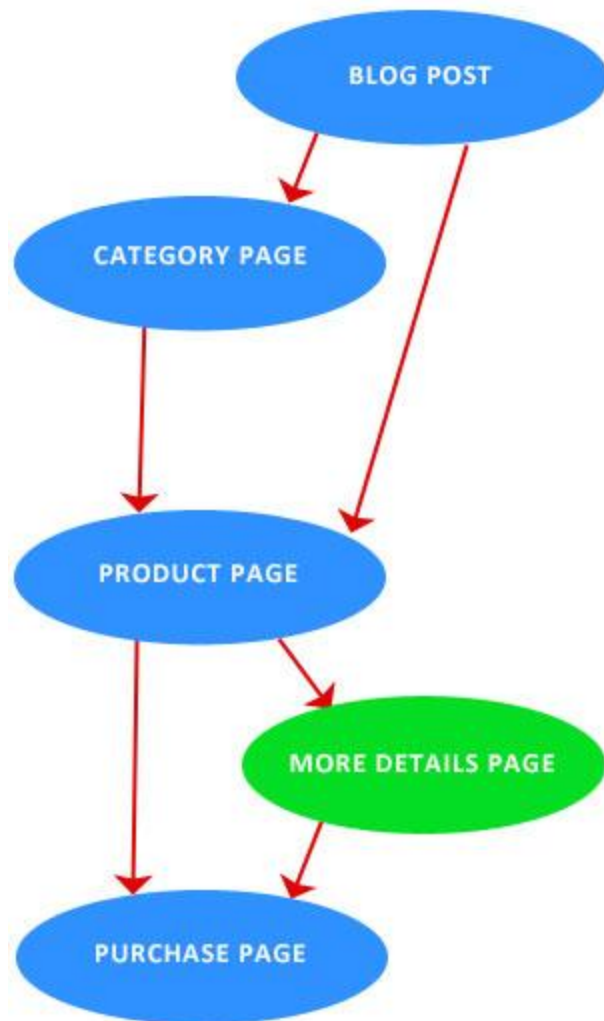 BLOG POST
CATEGORY PAGE
PRODUCT PAGE
MORE DETAILS PAGE
PURCHASE PAGE